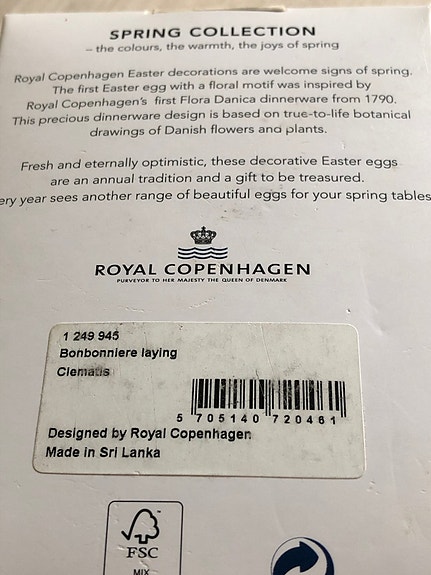 SPRING COLLECTION
– the colours, the warmth, the joys of spring
Royal Copenhagen Easter decorations are welcome signs of spring.
The first Easter egg with a floral motif was inspired by
Royal Copenhagen's first Flora Danica dinnerware from 1790.
This precious dinnerware design is based on true-to-life botanical
drawings of Danish flowers and plants.
Fresh and eternally optimistic, these decorative Easter eggs
are an annual tradition and a gift to be treasured.
ery year sees another range of beautiful eggs for your spring tables
ROYAL COPENHAGEN
PURVEYOR TO HER MAJESTY THE QUEEN OF DENMARK
1 249 945
Bonbonniere laying
Clematis
5 705140 720461
Designed by Royal Copenhagen
Made in Sri Lanka
FSC
MIX